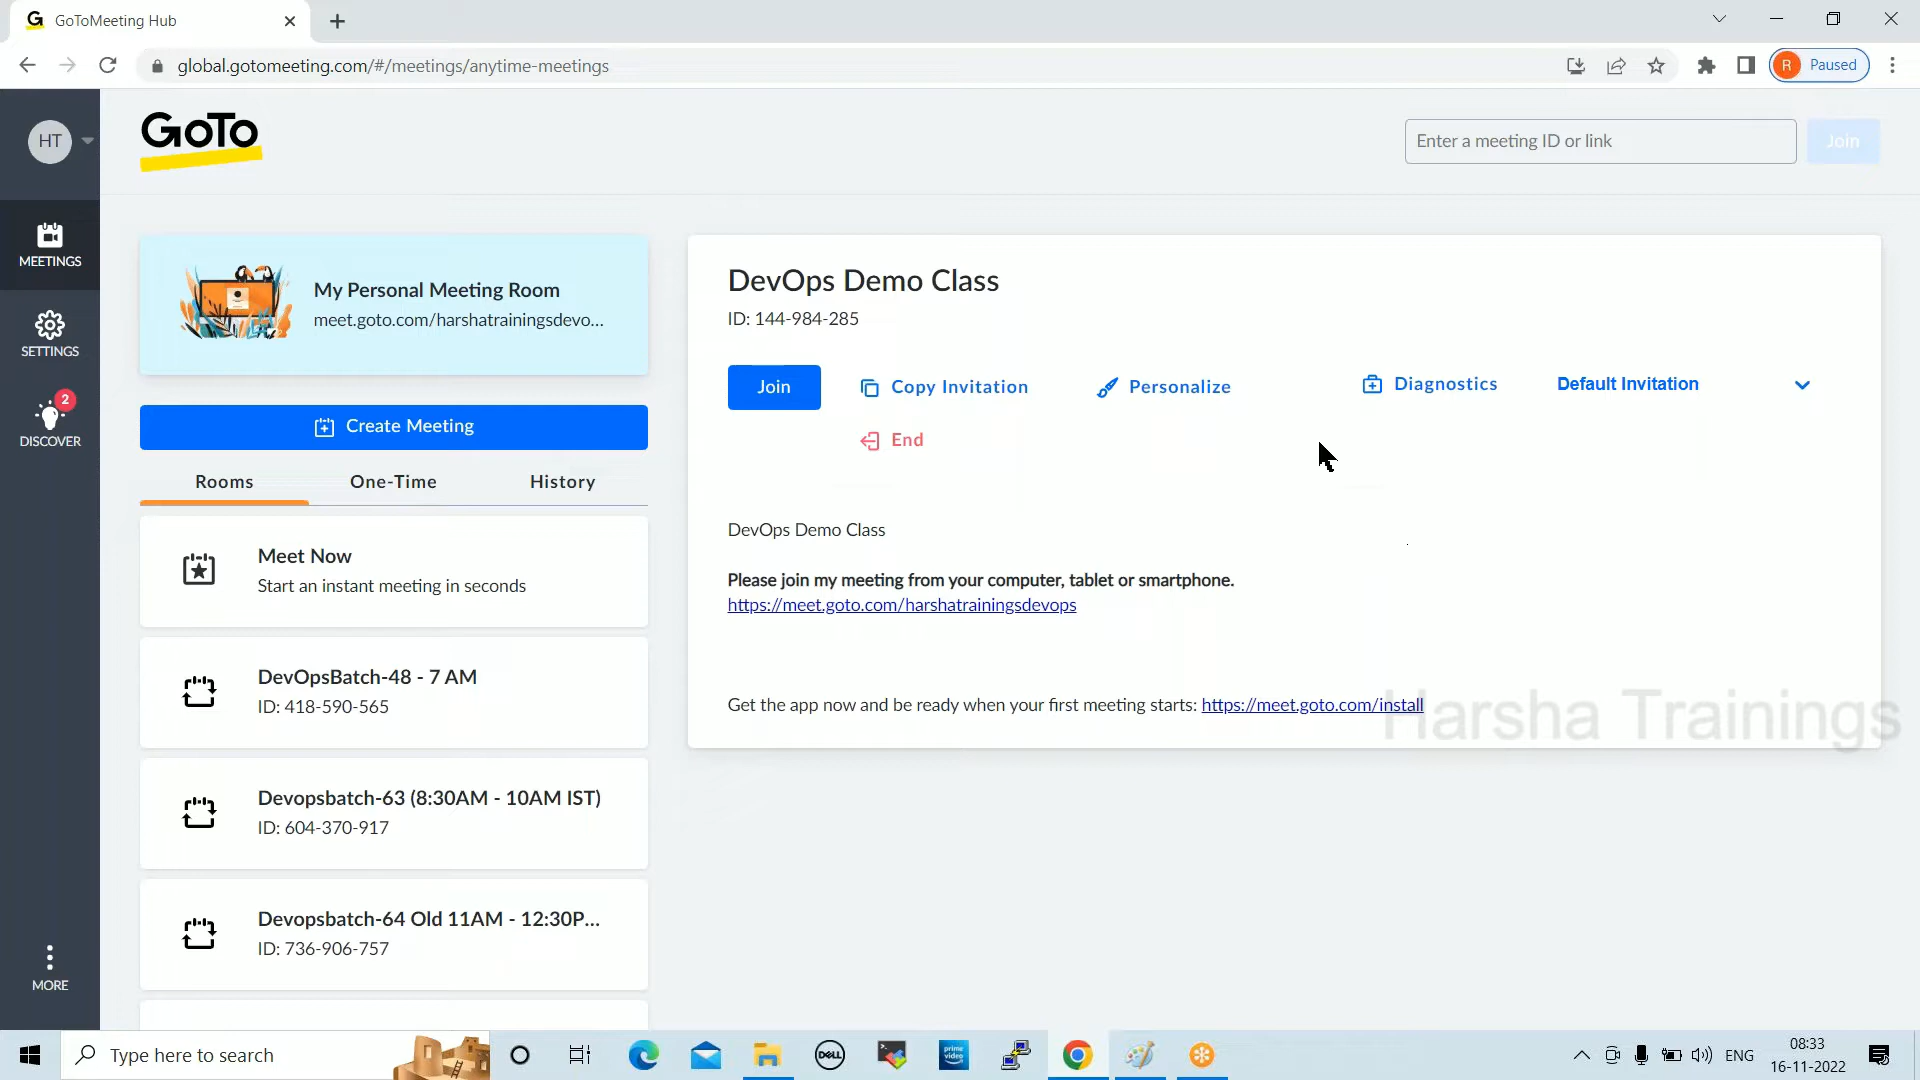 GoToMeeting Hub
global.gotomeeting.com/#/meetings/anytime-meetings
R Paused
HT
GoTo
Enter a meeting ID or link
Join
MEETINGS
SETTINGS
2
DISCOVER
MORE
My Personal Meeting Room
meet.goto.com/harshatrainingsdevo...
Create Meeting
Rooms
One-Time
History
Meet Now
Start an instant meeting in seconds
DevOpsBatch-48 - 7 AM
ID: 418-590-565
Devopsbatch-63 (8:30AM - 10AM IST)
ID: 604-370-917
Devopsbatch-64 Old 11AM - 12:30P...
ID: 736-906-757
DevOps Demo Class
ID: 144-984-285
Join
Copy Invitation
Personalize
Diagnostics
Default Invitation
End
DevOps Demo Class
Please join my meeting from your computer, tablet or smartphone.
https://meet.goto.com/harshatrainingsdevops
Get the app now and be ready when your first meeting starts: https://meet.goto.com/install
Harsha Trainings
Type here to search
DELL
prime video
ENG
08:33
16-11-2022